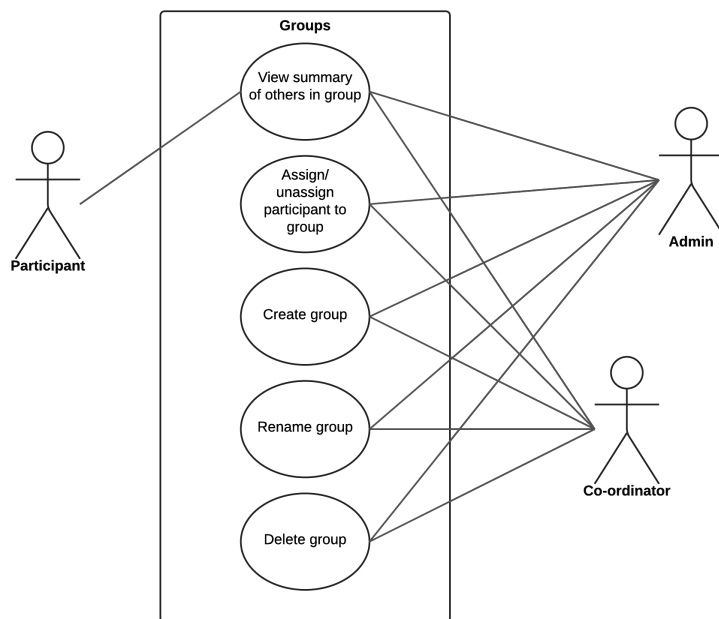 Groups
View summary
of others in group
Assign/
unassign
participant to
group
Participant
Admin
Create group
Rename group
Co-ordinator
Delete group